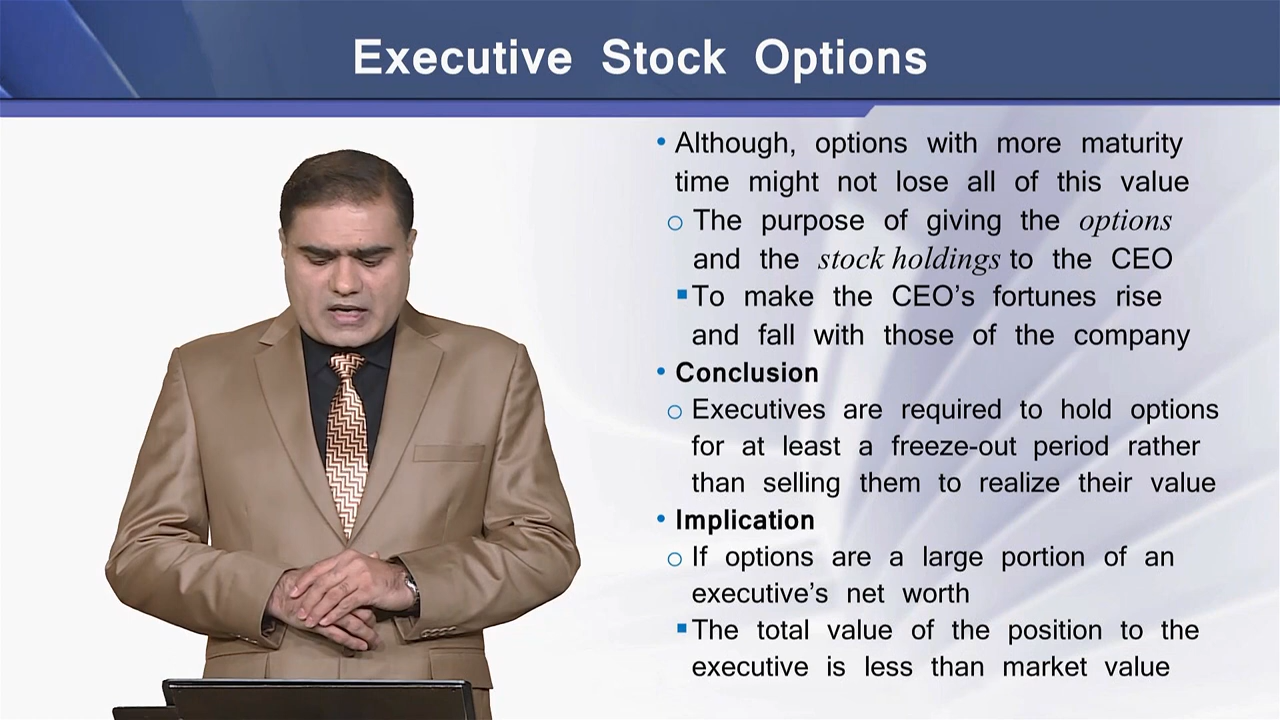 Executive Stock Options
• Although, options with more maturity
time might not lose all of this value
o The purpose of giving the options
and the stock holdings to the CEO
▪ To make the CEO's fortunes rise
and fall with those of the company
• Conclusion
o Executives are required to hold options
for at least a freeze-out period rather
than selling them to realize their value
• Implication
o If options are a large portion of an
executive's net worth
▪ The total value of the position to the
executive is less than market value